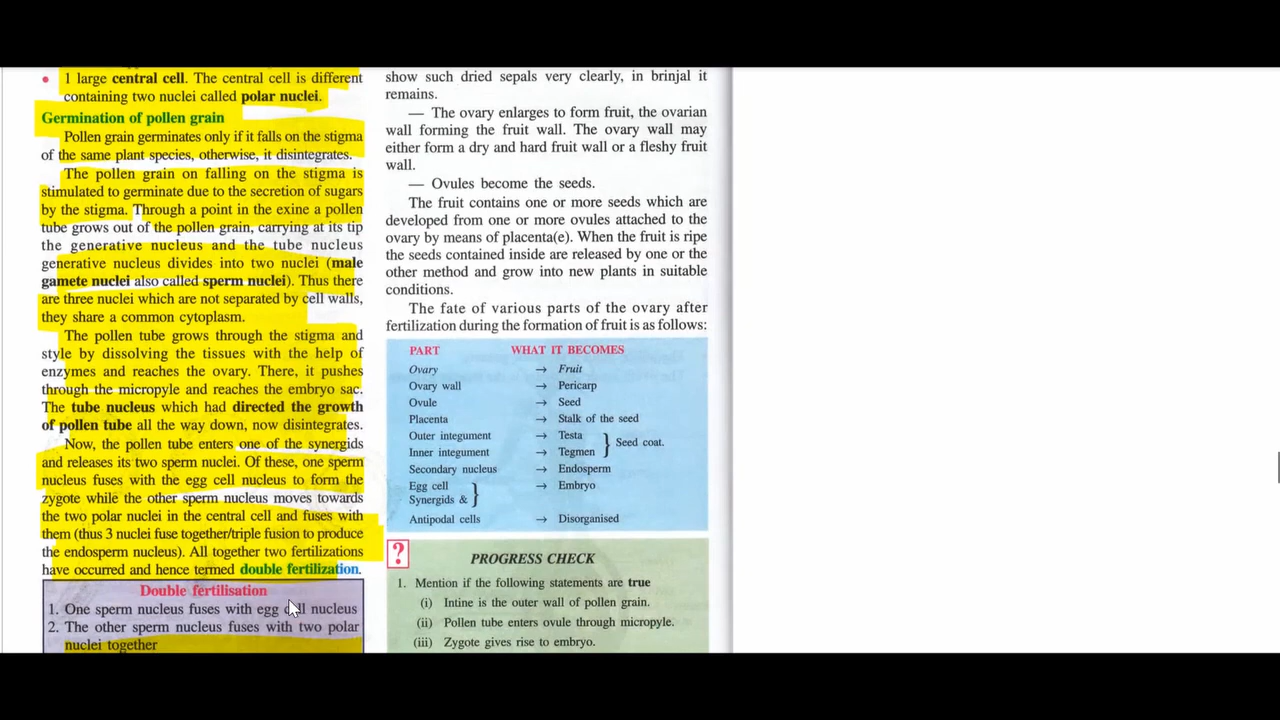 • 1 large central cell. The central cell is different
containing two nuclei called polar nuclei.
Germination of pollen grain
Pollen grain germinates only if it falls on the stigma
of the same plant species, otherwise, it disintegrates.
The pollen grain on falling on the stigma is
stimulated to germinate due to the secretion of sugars
by the stigma. Through a point in the exine a pollen
tube grows out of the pollen grain, carrying at its tip
the generative nucleus and the tube nucleus
generative nucleus divides into two nuclei (male
gamete nuclei also called sperm nuclei). Thus there
are three nuclei which are not separated by cell walls,
they share a common cytoplasm.
The pollen tube grows through the stigma and
style by dissolving the tissues with the help of
enzymes and reaches the ovary. There, it pushes
through the micropyle and reaches the embryo sac.
The tube nucleus which had directed the growth
of pollen tube all the way down, now disintegrates.
Now, the pollen tube enters one of the synergids
and releases its two sperm nuclei. Of these, one sperm
nucleus fuses with the egg cell nucleus to form the
zygote while the other sperm nucleus moves towards
the two polar nuclei in the central cell and fuses with
them (thus 3 nuclei fuse together/triple fusion to produce
the endosperm nucleus). All together two fertilizations
have occurred and hence termed double fertilization.
Double fertilisation
1. One sperm nucleus fuses with egg cell nucleus
2. The other sperm nucleus fuses with two polar
nuclei together
show such dried sepals very clearly, in brinjal it
remains.
— The ovary enlarges to form fruit, the ovarian
wall forming the fruit wall. The ovary wall may
either form a dry and hard fruit wall or a fleshy fruit
wall.
— Ovules become the seeds.
The fruit contains one or more seeds which are
developed from one or more ovules attached to the
ovary by means of placenta(e). When the fruit is ripe
the seeds contained inside are released by one or the
other method and grow into new plants in suitable
conditions.
The fate of various parts of the ovary after
fertilization during the formation of fruit is as follows:
PART WHAT IT BECOMES
Ovary → Fruit
Ovary wall → Pericarp
Ovule → Seed
Placenta → Stalk of the seed
Outer integument → Testa
} Seed coat.
Inner integument → Tegmen
Secondary nucleus → Endosperm
Egg cell → Embryo
Synergids & }
Antipodal cells → Disorganised
? PROGRESS CHECK
1. Mention if the following statements are true
(i) Intine is the outer wall of pollen grain.
(ii) Pollen tube enters ovule through micropyle.
(iii) Zygote gives rise to embryo.